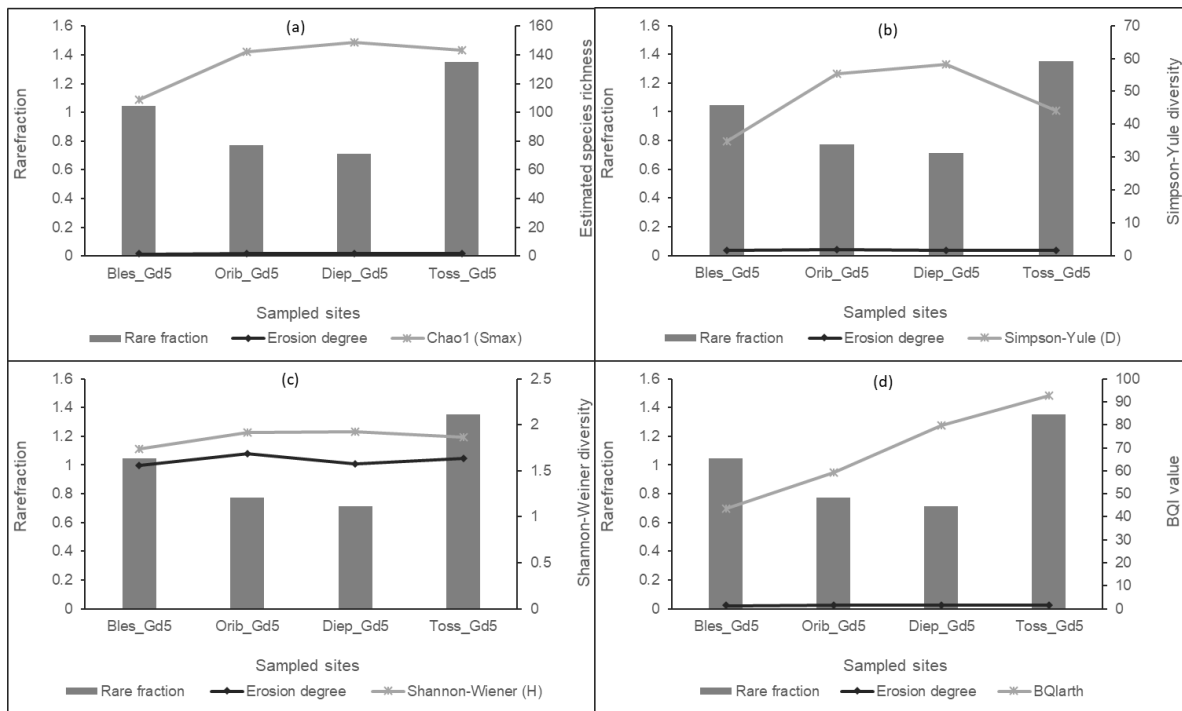 (a)
1.6
1.4
1.2
1
0.8
0.6
0.4
0.2
0
Rarefraction
160
140
120
100
80
60
40
20
0
Estimated species richness
Bles_Gd5 Orib_Gd5 Diep_Gd5 Toss_Gd5
Sampled sites
Rare fraction Erosion degree Chao1 (Smax)
(b)
1.6
1.4
1.2
1
0.8
0.6
0.4
0.2
0
Rarefraction
70
60
50
40
30
20
10
0
Simpson-Yule diversity
Bles_Gd5 Orib_Gd5 Diep_Gd5 Toss_Gd5
Sampled sites
Rare fraction Erosion degree Simpson-Yule (D)
(c)
1.6
1.4
1.2
1
0.8
0.6
0.4
0.2
0
Rarefraction
2.5
2
1.5
1
0.5
0
Shannon-Weiner diversity
Bles_Gd5 Orib_Gd5 Diep_Gd5 Toss_Gd5
Sampled sites
Rare fraction Erosion degree Shannon-Wiener (H)
(d)
1.6
1.4
1.2
1
0.8
0.6
0.4
0.2
0
Rarefraction
100
90
80
70
60
50
40
30
20
10
0
BQI value
Bles_Gd5 Orib_Gd5 Diep_Gd5 Toss_Gd5
Sampled sites
Rare fraction Erosion degree BQIarth